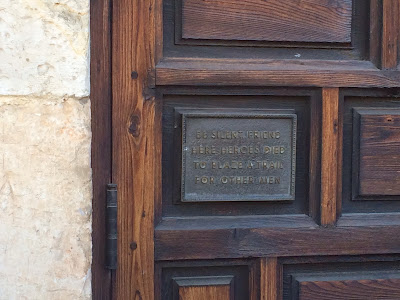 BE SILENT FRIEND
HERE HEROES DIED
TO BLAZE A TRAIL
FOR OTHER MEN